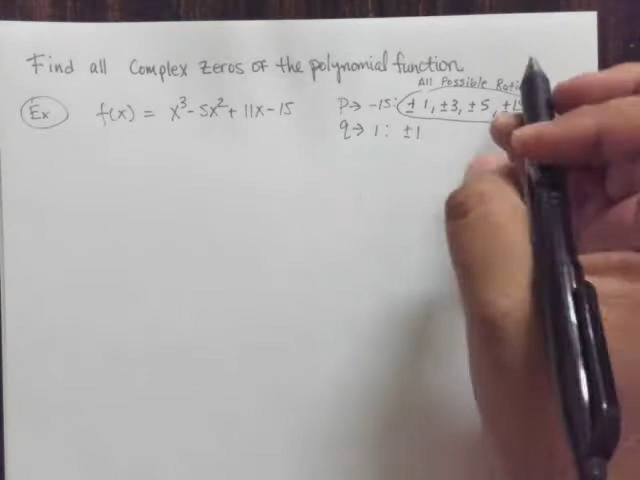 Find all Complex zeros of the polynomial function
All Possible
Ex f(x) = x³ - 5x² + 11x - 15 p → -15: ±1, ±3, ±5,
q → 1: ±1